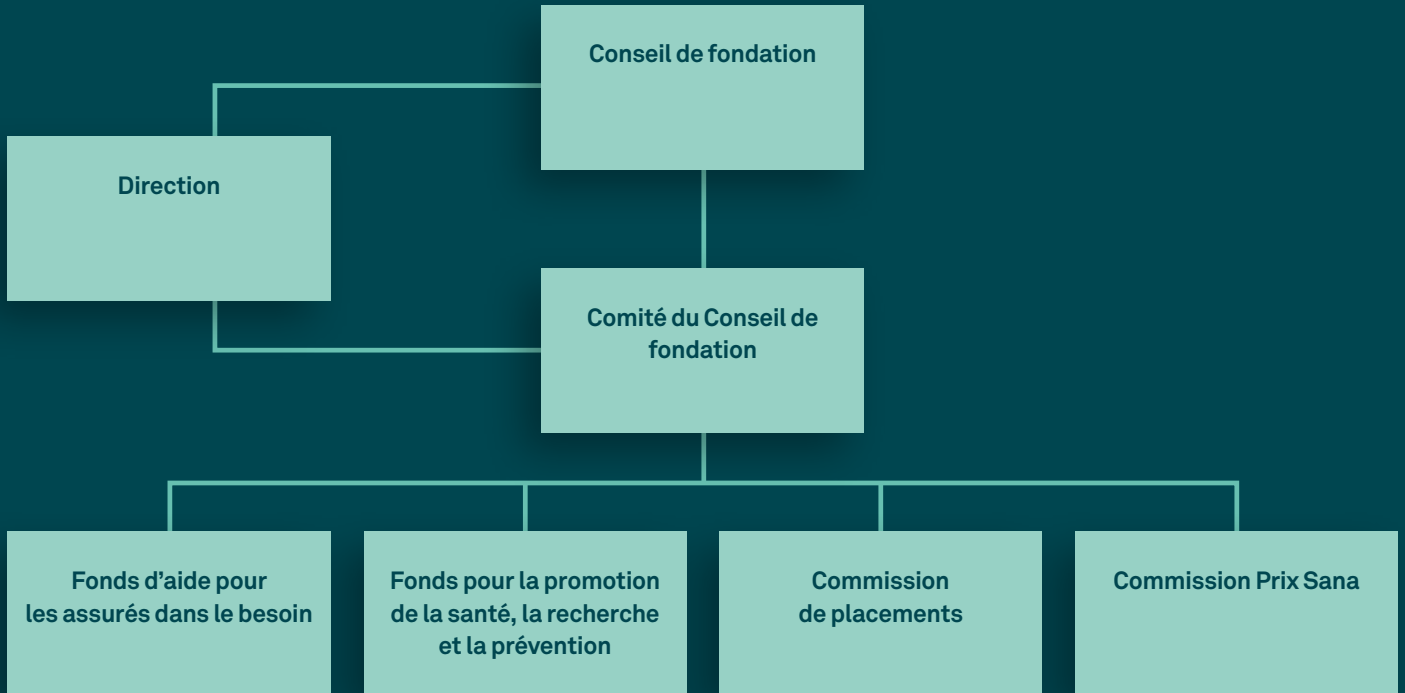 Conseil de fondation
Direction
Comité du Conseil de
fondation
Fonds d’aide pour
les assurés dans le besoin
Fonds pour la promotion
de la santé, la recherche
et la prévention
Commission
de placements
Commission Prix Sana